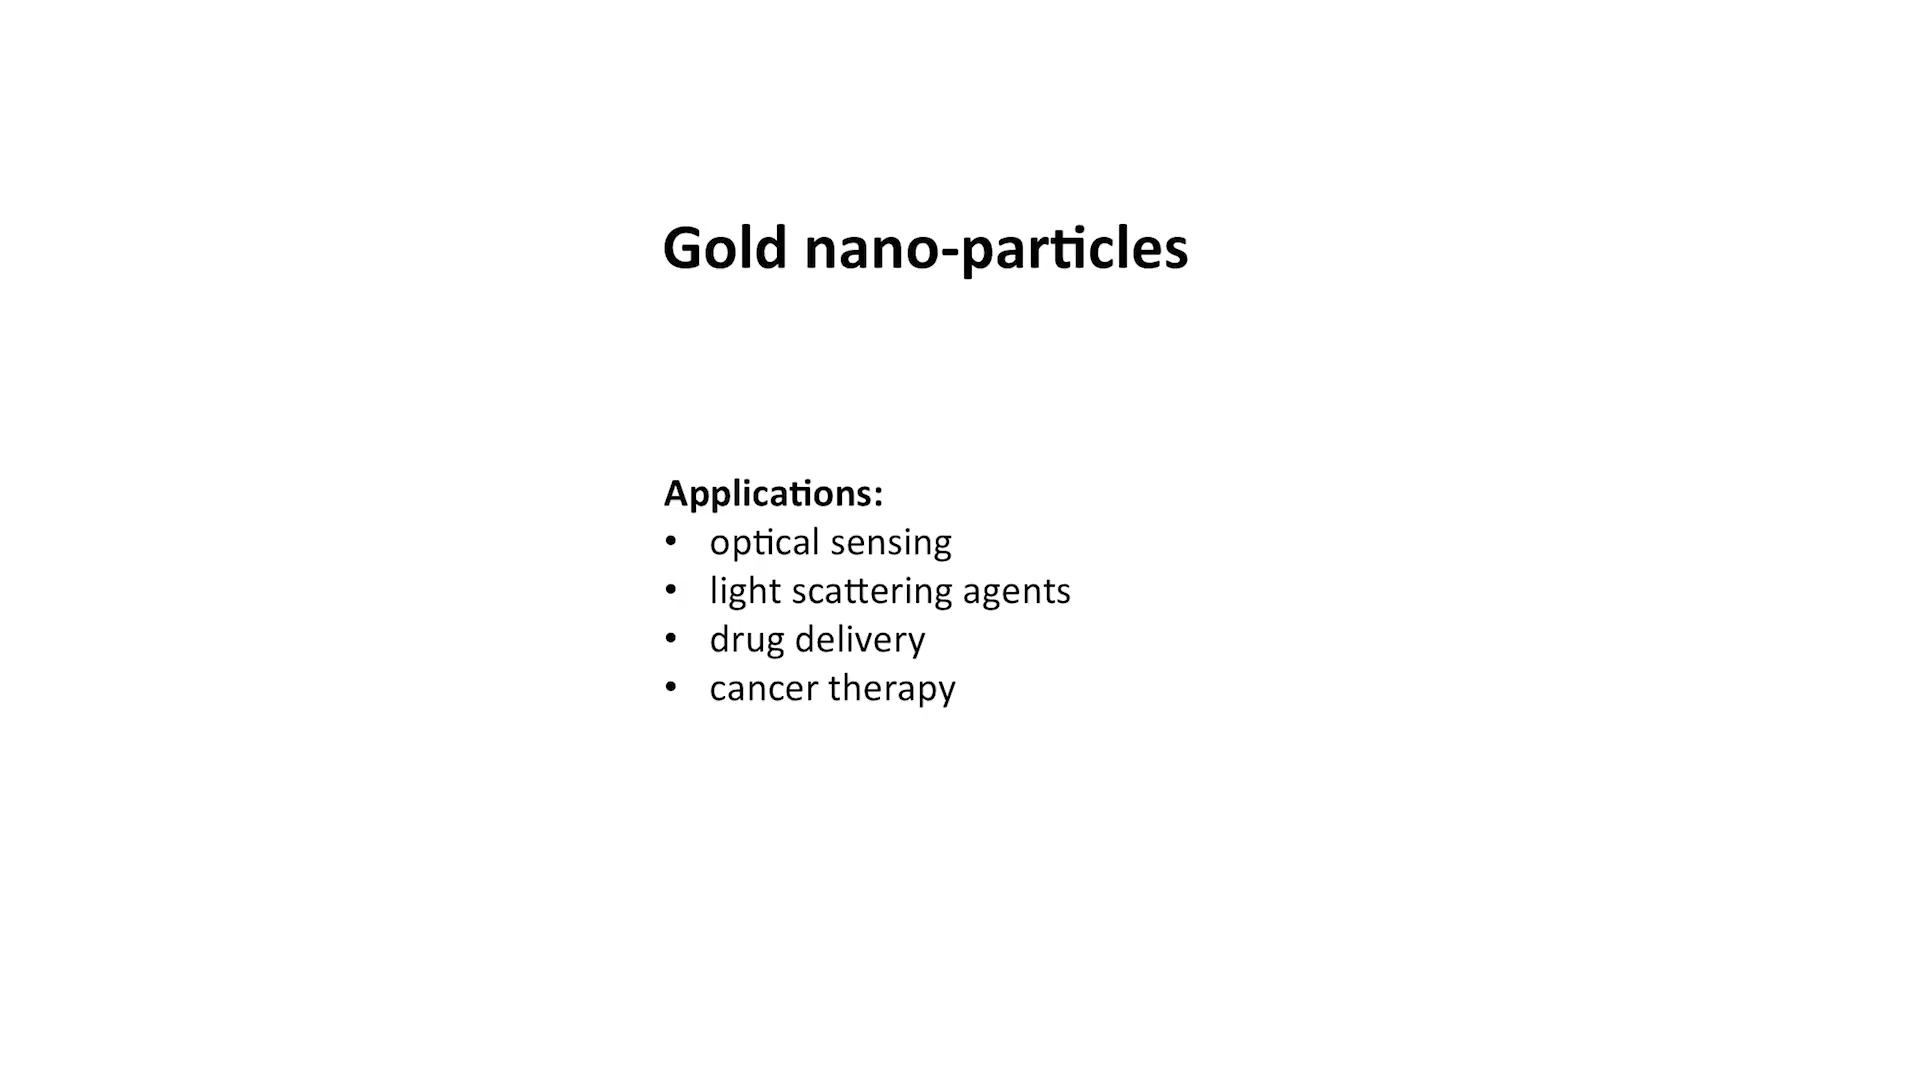 Gold nano-particles
Applications:
• optical sensing
• light scattering agents
• drug delivery
• cancer therapy